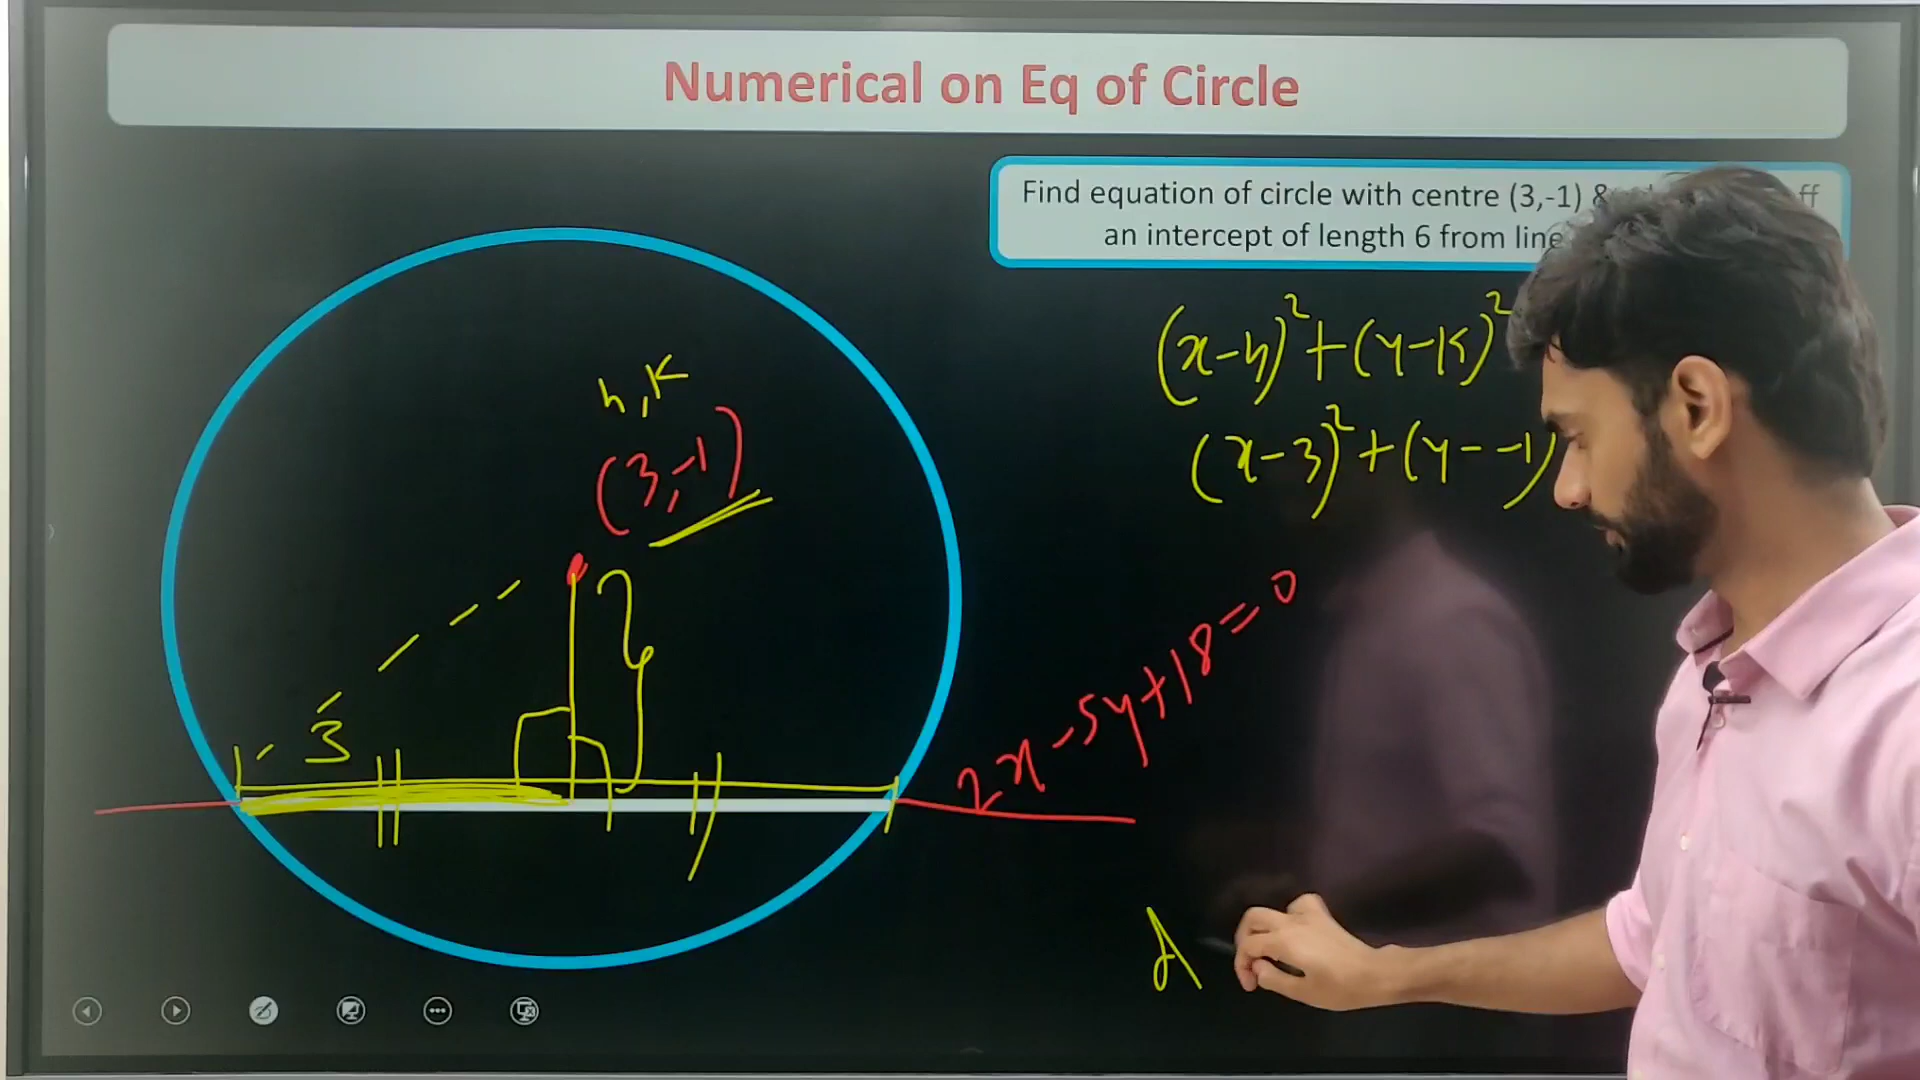 Numerical on Eq of Circle
Find equation of circle with centre (3,-1) & ff
an intercept of length 6 from line
(x-h)²+(y-k)²
(x-3)²+(y--1)
h,k
(3,-1)
3
2x-5y+18=0
A